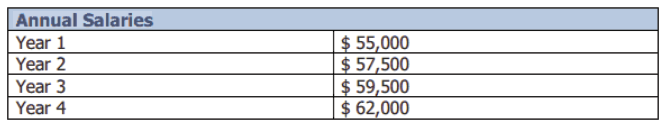 Annual Salaries
Year 1 $ 55,000
Year 2 $ 57,500
Year 3 $ 59,500
Year 4 $ 62,000